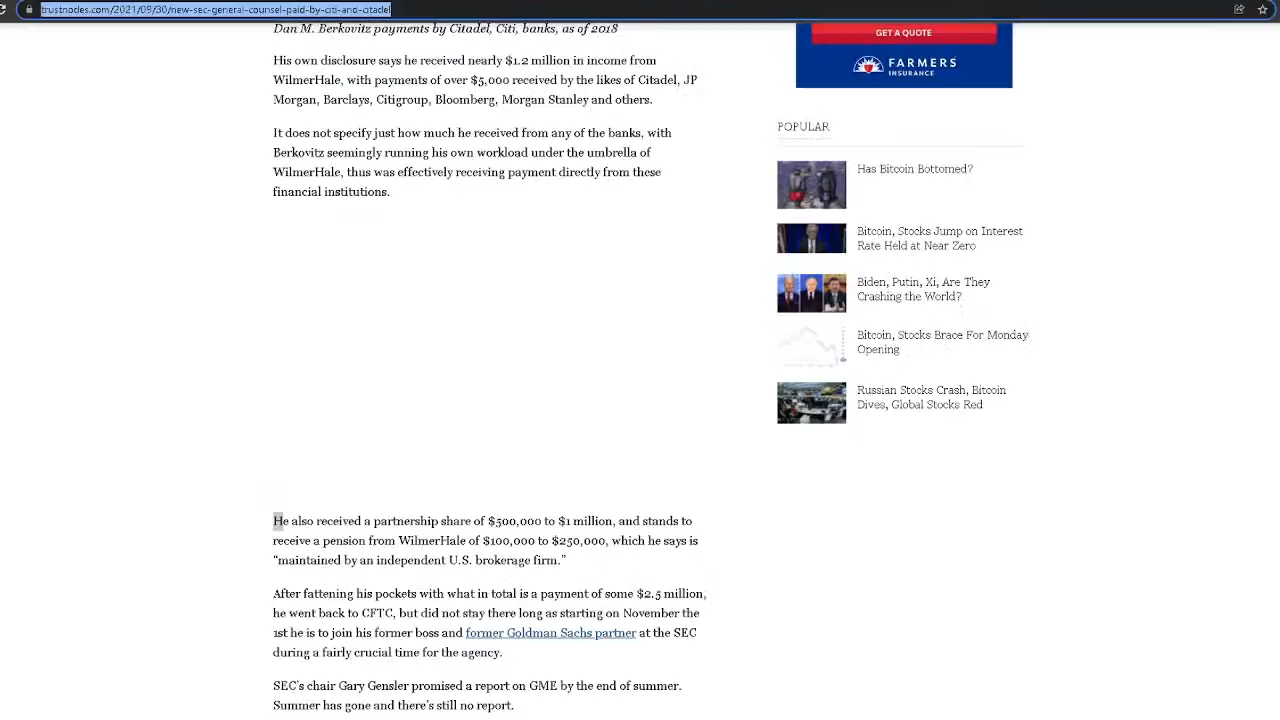 trustnodes.com/2021/09/30/new-sec-general-counsel-paid-by-citi-and-citadel
Dan M. Berkovitz payments by Citadel, Citi, banks, as of 2018
His own disclosure says he received nearly $1.2 million in income from
WilmerHale, with payments of over $5,000 received by the likes of Citadel, JP
Morgan, Barclays, Citigroup, Bloomberg, Morgan Stanley and others.
It does not specify just how much he received from any of the banks, with
Berkovitz seemingly running his own workload under the umbrella of
WilmerHale, thus was effectively receiving payment directly from these
financial institutions.
He also received a partnership share of $500,000 to $1 million, and stands to
receive a pension from WilmerHale of $100,000 to $250,000, which he says is
“maintained by an independent U.S. brokerage firm.”
After fattening his pockets with what in total is a payment of some $2.5 million,
he went back to CFTC, but did not stay there long as starting on November the
1st he is to join his former boss and former Goldman Sachs partner at the SEC
during a fairly crucial time for the agency.
SEC’s chair Gary Gensler promised a report on GME by the end of summer.
Summer has gone and there’s still no report.
GET A QUOTE
FARMERS
INSURANCE
POPULAR
Has Bitcoin Bottomed?
Bitcoin, Stocks Jump on Interest
Rate Held at Near Zero
Biden, Putin, Xi, Are They
Crashing the World?
Bitcoin, Stocks Brace For Monday
Opening
Russian Stocks Crash, Bitcoin
Dives, Global Stocks Red